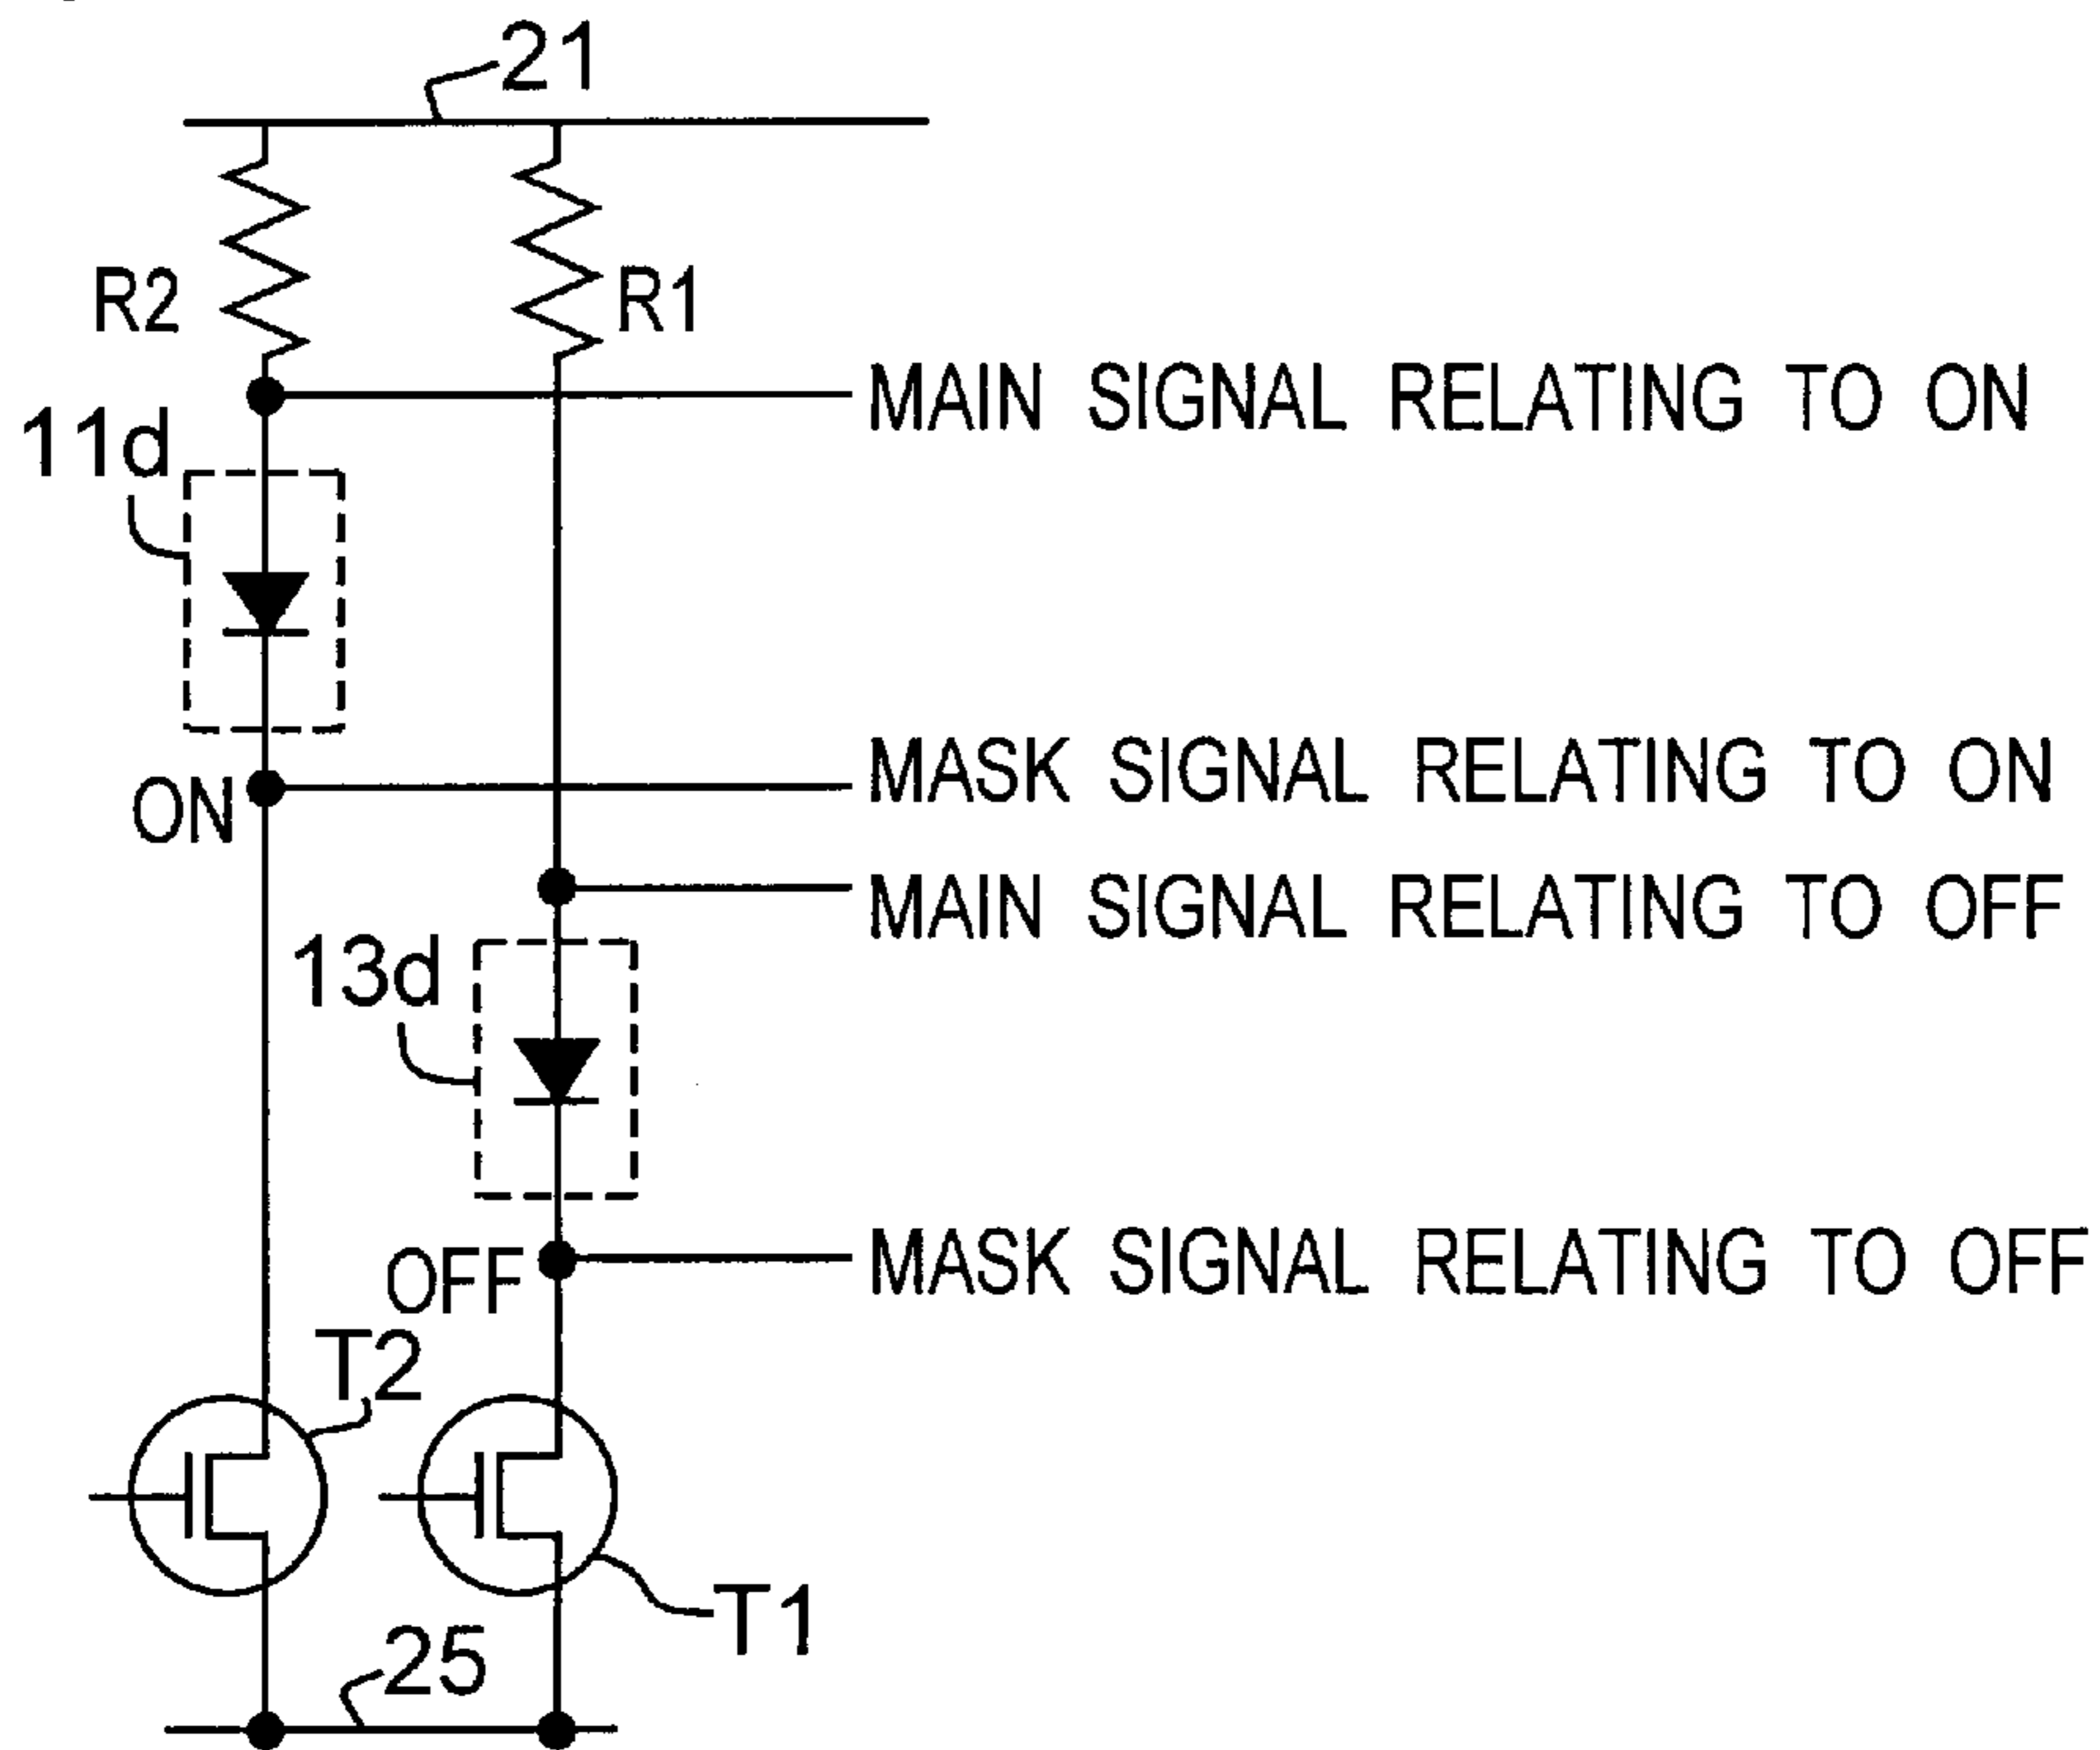 21
R2
R1
MAIN SIGNAL RELATING TO ON
11d
MASK SIGNAL RELATING TO ON
ON
MAIN SIGNAL RELATING TO OFF
13d
MASK SIGNAL RELATING TO OFF
OFF
T2
T1
25